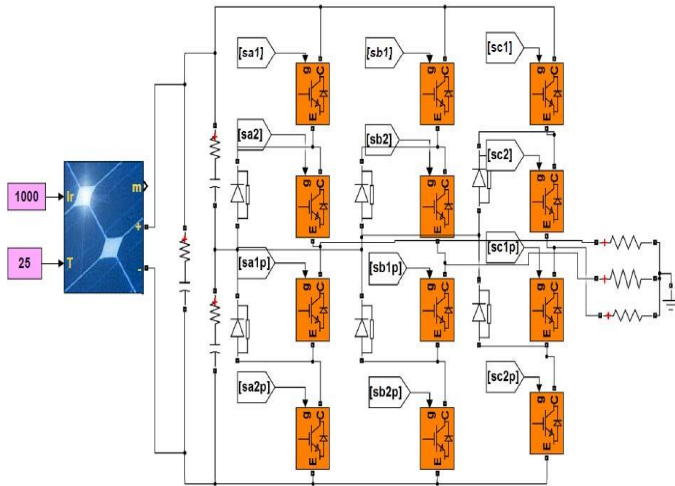 [sa1]
[sb1]
[sc1]
g C
E
g C
E
g C
E
[sa2]
[sb2]
[sc2]
g C
E
g C
E
g C
E
1000
Ir
m
+
25
T
-
[sa1p]
[sb1p]
[sc1p]
g C
E
g C
E
g C
E
+
+
+
+
+
+
[sa2p]
[sb2p]
[sc2p]
g C
E
g C
E
g C
E